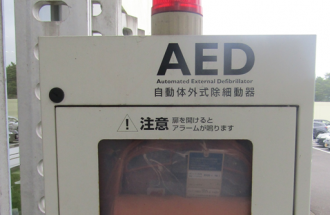 AED
Automated External Defibrillator
自動体外式除細動器
注意 扉を開けると
アラームが鳴ります